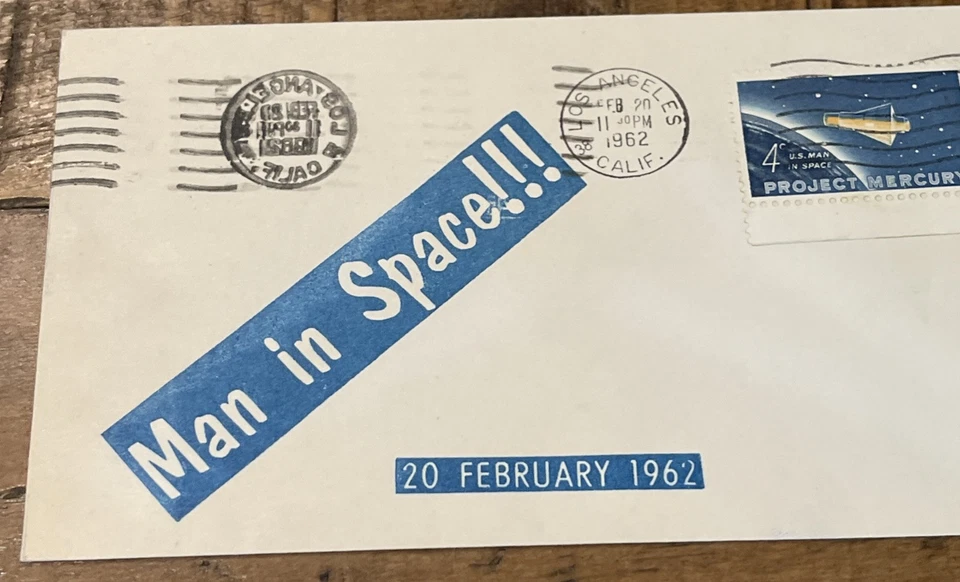 LOS ANGELES
FEB 20
11 30PM
1962
CALIF.
4c
U.S. MAN
IN SPACE
PROJECT MERCURY
Man in Space!!!
20 FEBRUARY 1962